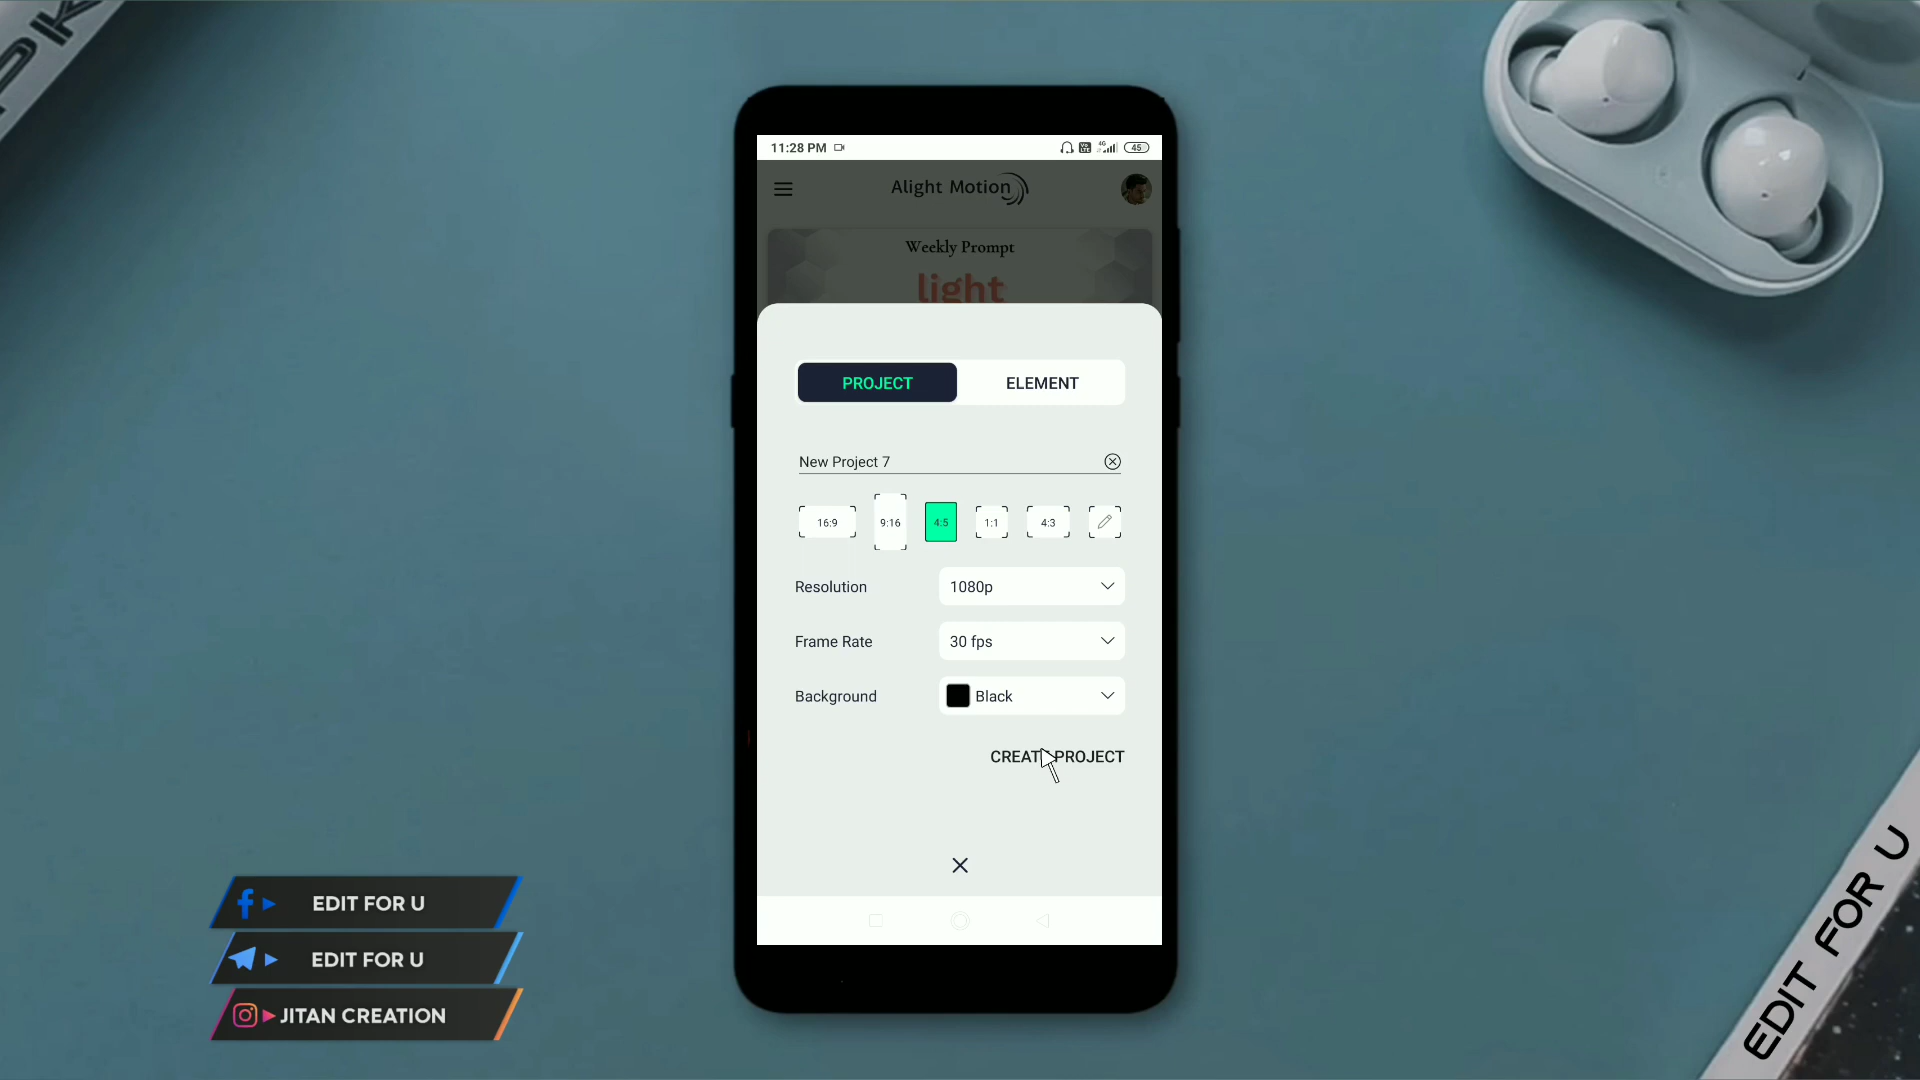 11:28 PM
4G
45
Alight Motion
Weekly Prompt
light
PROJECT
ELEMENT
New Project 7
16:9
9:16
4:5
1:1
4:3
Resolution
1080p
Frame Rate
30 fps
Background
Black
CREATE PROJECT
EDIT FOR U
EDIT FOR U
JITAN CREATION
EDIT FOR U